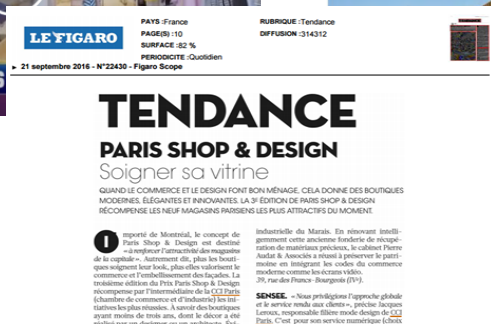 LE FIGARO
PAYS :France
PAGE(S) :10
SURFACE :82 %
PERIODICITE :Quotidien
RUBRIQUE :Tendance
DIFFUSION :314312
21 septembre 2016 - N°22430 - Figaro Scope
TENDANCE
PARIS SHOP & DESIGN
Soigner sa vitrine
QUAND LE COMMERCE ET LE DESIGN FONT BON MÉNAGE, CELA DONNE DES BOUTIQUES
MODERNES, ÉLÉGANTES ET INNOVANTES. LA 3E ÉDITION DE PARIS SHOP & DESIGN
RÉCOMPENSE LES NEUF MAGASINS PARISIENS LES PLUS ATTRACTIFS DU MOMENT.
Omporté de Montréal, le concept de
Paris Shop & Design est destiné
« à renforcer l'attractivité des magasins
de la capitale ». Autrement dit, plus les bouti-
ques soignent leur look, plus elles valorisent le
commerce et l'embellissement des façades. La
troisième édition du Prix Paris Shop & Design
récompense par l'intermédiaire de la CCI Paris
(chambre de commerce et d'industrie) les ini-
tiatives les plus réussies. À savoir des boutiques
ayant moins de trois ans, dont le décor a été
industrielle du Marais. En rénovant intelli-
gemment cette ancienne fonderie de récupé-
ration de matériaux précieux, le cabinet Pierre
Audat & Associés a réussi à préserver le patri-
moine en intégrant les codes du commerce
moderne comme les écrans vidéo.
39, rue des Francs-Bourgeois (IVe).
SENSEE. « Nous privilégions l'approche globale
et le service rendu aux clients », précise Jacques
Leroux, responsable filière mode design de CCI
Paris. C'est pour son service numérique (choix